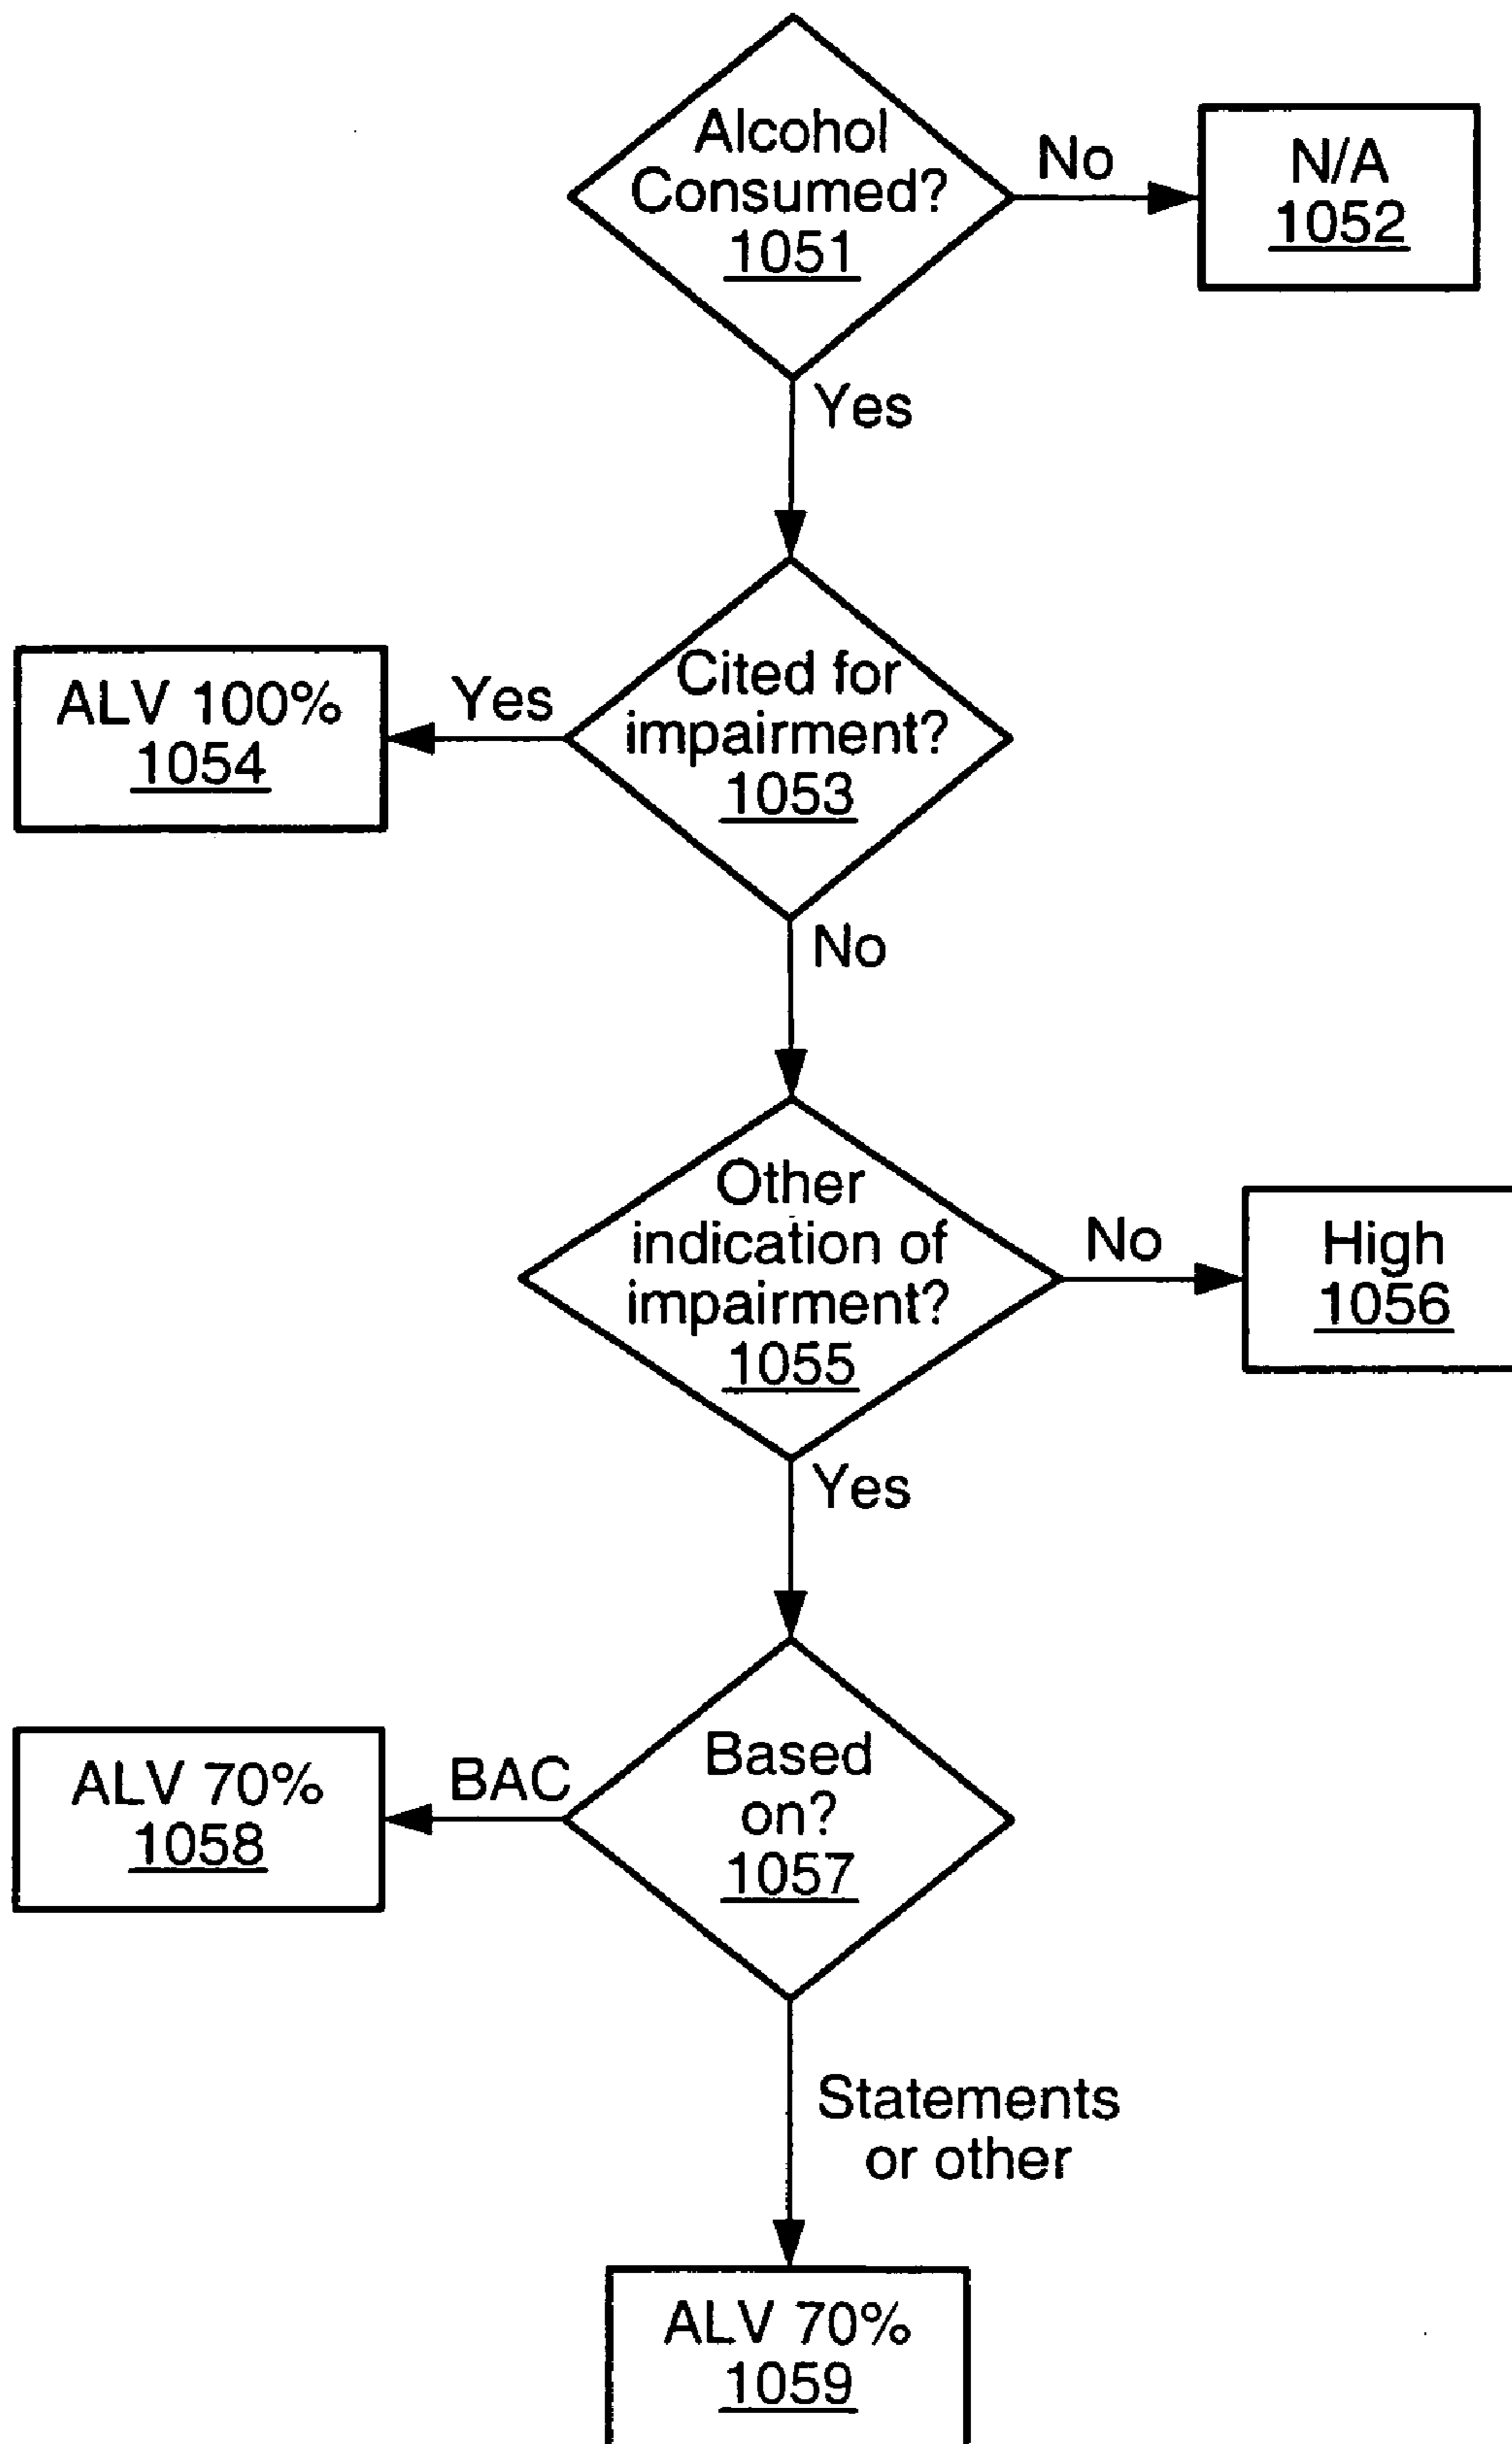 Alcohol
Consumed?
1051
No
N/A
1052
Yes
Cited for
impairment?
1053
Yes
ALV 100%
1054
No
Other
indication of
impairment?
1055
No
High
1056
Yes
Based
on?
1057
BAC
ALV 70%
1058
Statements
or other
ALV 70%
1059